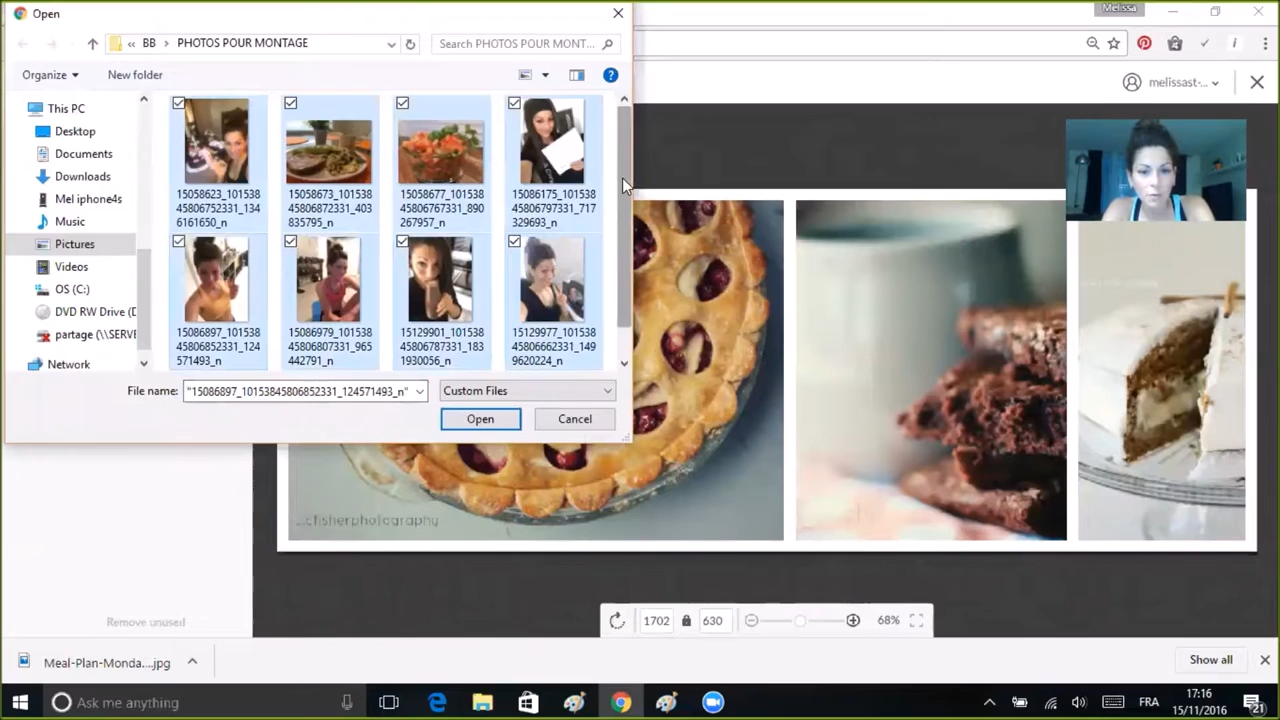 Open
Melissa
BB
PHOTOS POUR MONTAGE
Search PHOTOS POUR MONT...
Organize
New folder
melissast-...
This PC
Desktop
Documents
Downloads
Mel iphone4s
Music
Pictures
Videos
OS (C:)
DVD RW Drive (D
partage (\\SERVE
Network
15058623_101538
45806752331_134
6161650_n
15058673_101538
45806872331_403
835795_n
15058677_101538
45806767331_890
267957_n
15086175_101538
45806797331_717
329693_n
15086897_101538
45806852331_124
571493_n
15086979_101538
45806807331_965
442791_n
15129901_101538
45806787331_183
1930056_n
15129977_101538
45806662331_149
9620224_n
File name:
"15086897_10153845806852331_124571493_n"
Custom Files
Open
Cancel
...cfisherphotography
Remove unused
1702
630
68%
Meal-Plan-Monda....jpg
Show all
Ask me anything
FRA
17:16
15/11/2016
21